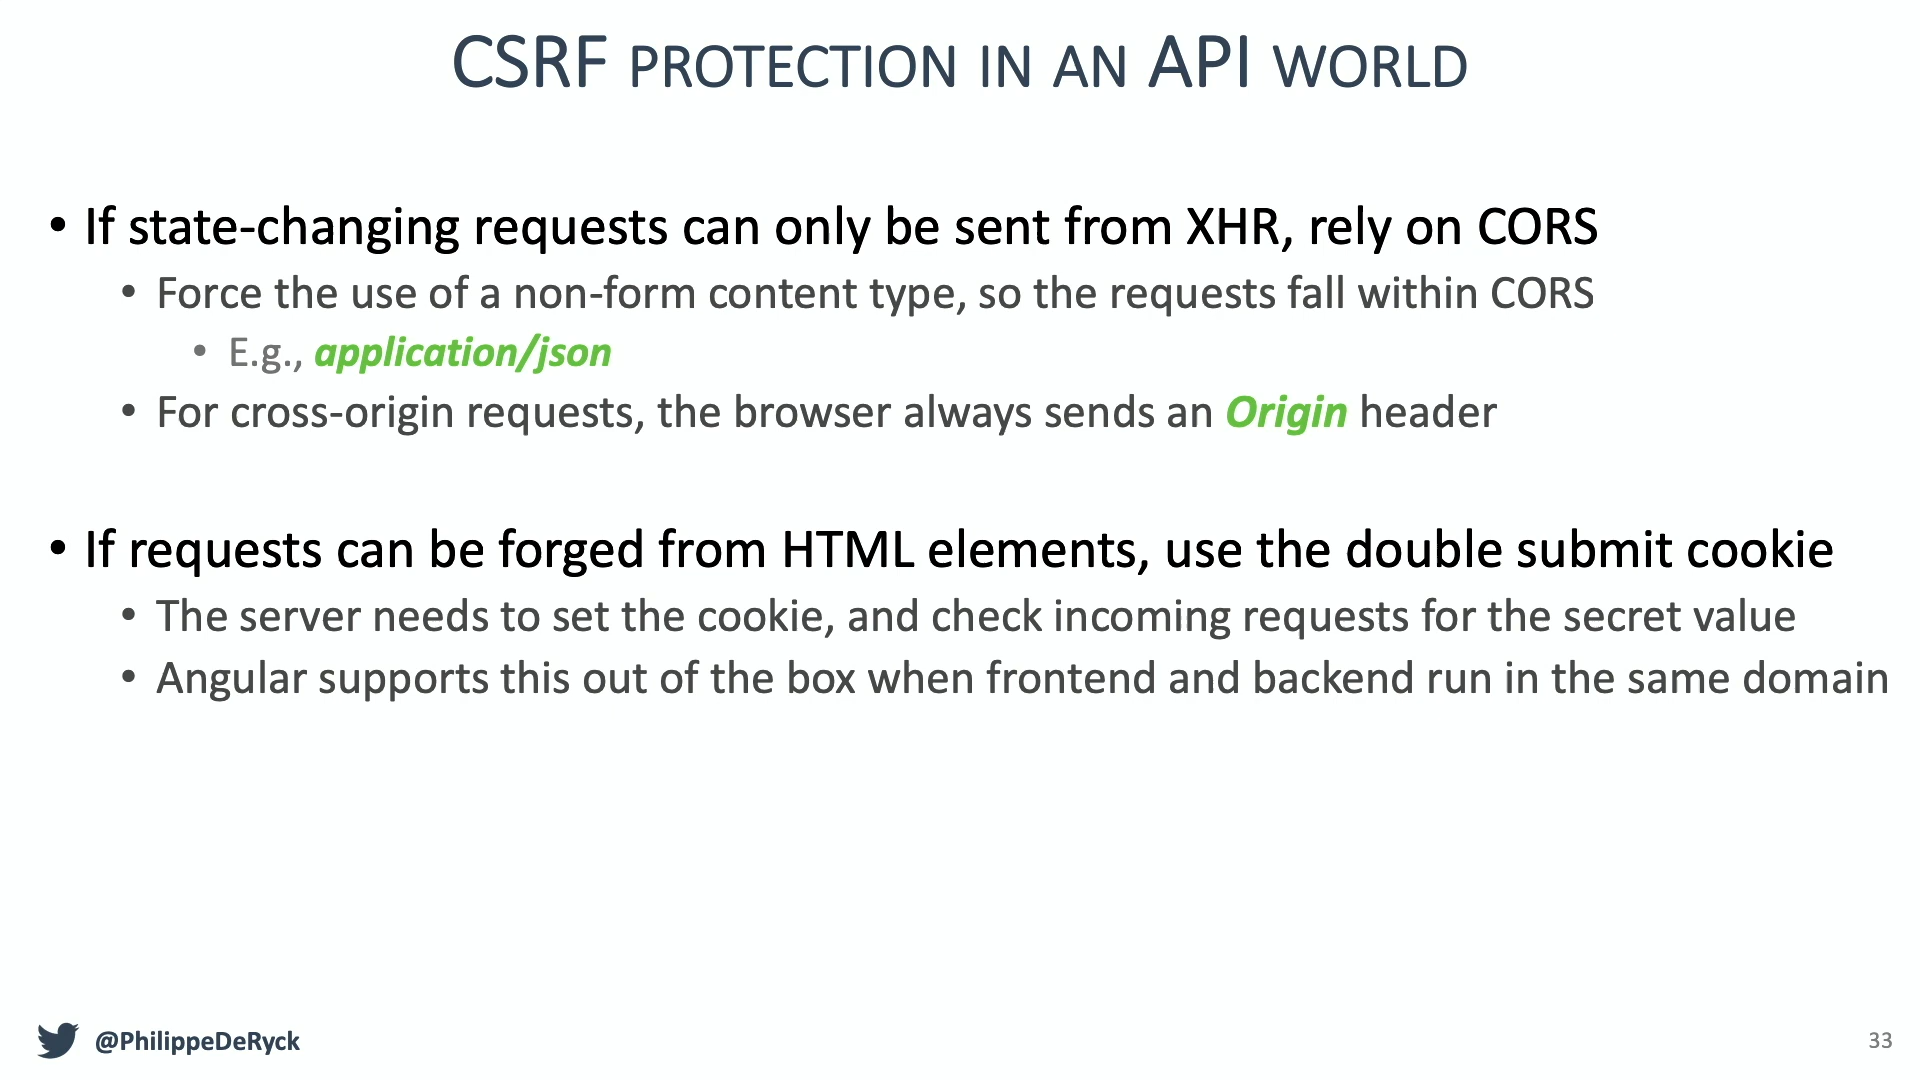 CSRF PROTECTION IN AN API WORLD
• If state-changing requests can only be sent from XHR, rely on CORS
• Force the use of a non-form content type, so the requests fall within CORS
• E.g., application/json
• For cross-origin requests, the browser always sends an Origin header
• If requests can be forged from HTML elements, use the double submit cookie
• The server needs to set the cookie, and check incoming requests for the secret value
• Angular supports this out of the box when frontend and backend run in the same domain
@PhilippeDeRyck
33